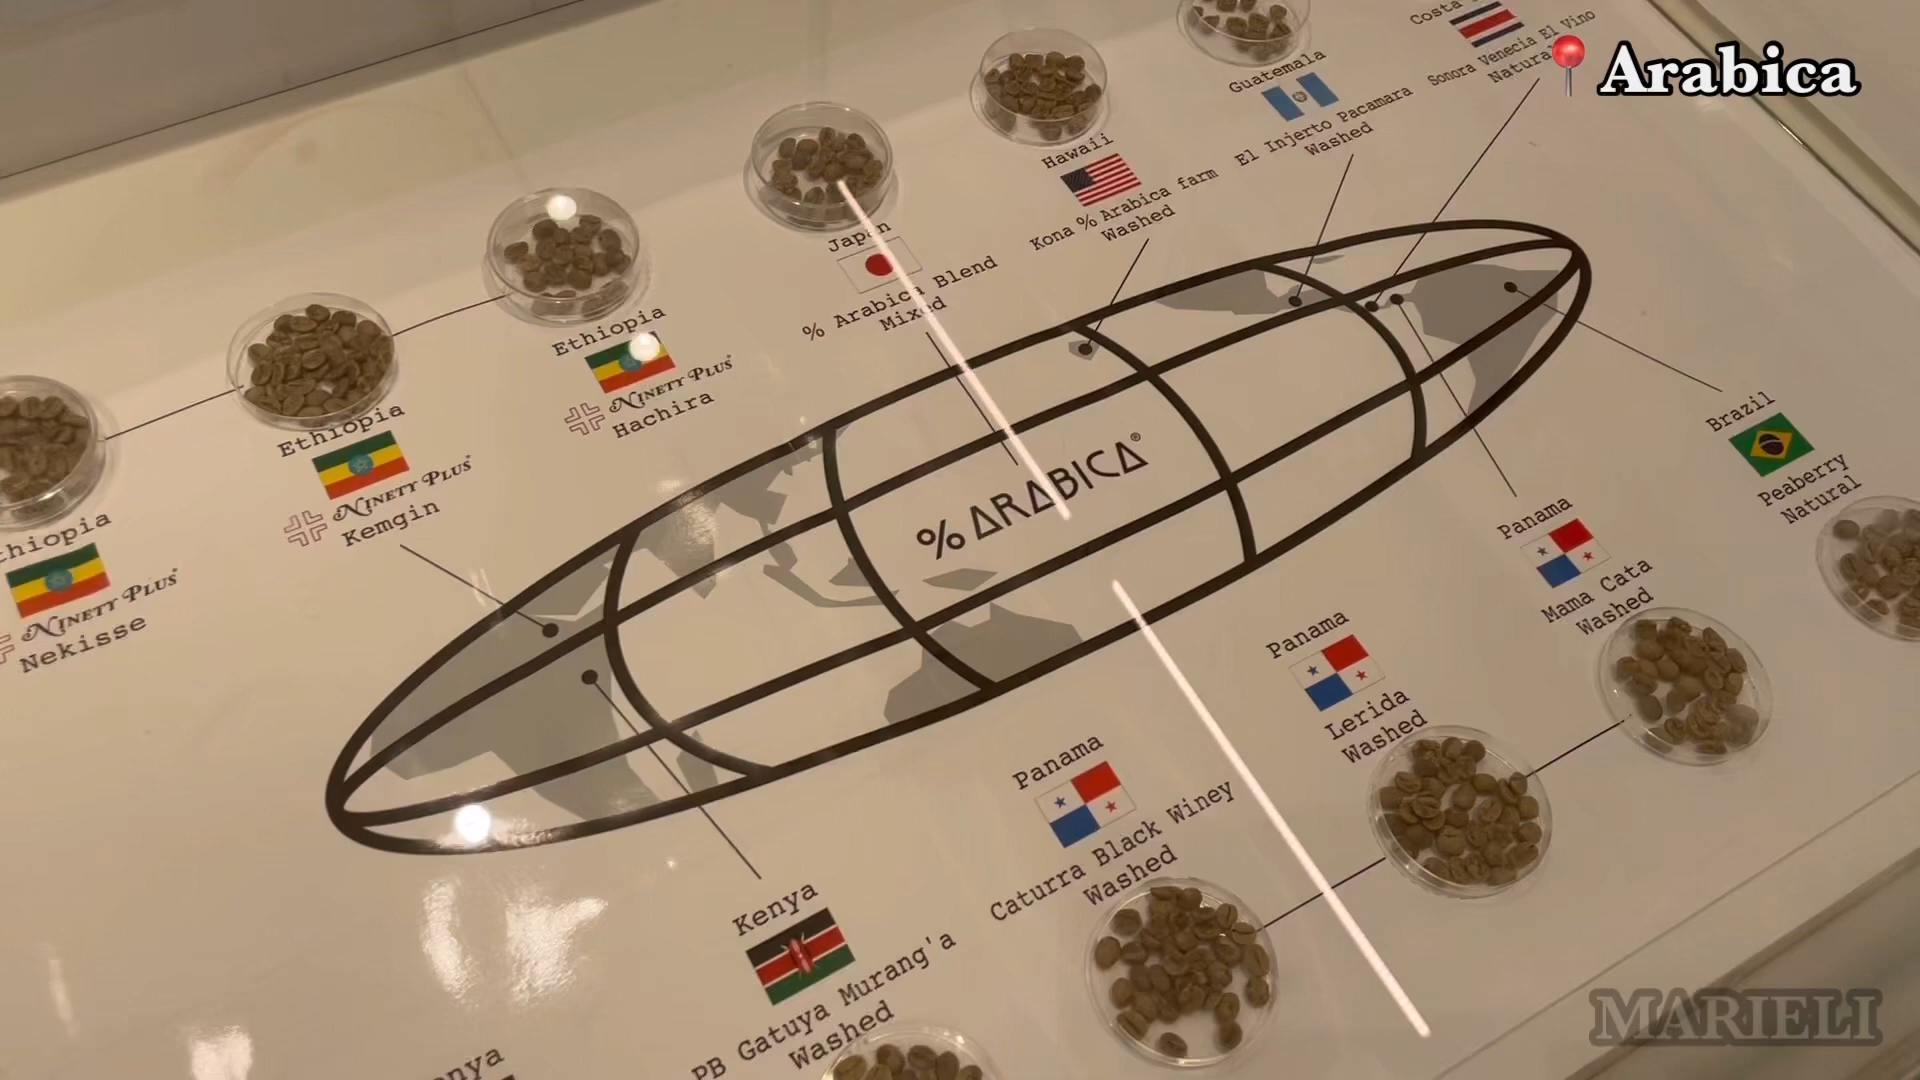 Arabica
Costa
Sonora Venecia El Vino
Natural
Guatemala
El Injerto Pacamara
Washed
Hawaii
Kona % Arabica farm
Washed
Japan
% Arabica Blend
Mixed
Ethiopia
NINETY PLUS
Hachira
Ethiopia
NINETY PLUS
Kemgin
thiopia
NINETY PLUS
Nekisse
% ARABICA®
Brazil
Peaberry
Natural
Panama
Mama Cata
Washed
Panama
Lerida
Washed
Panama
Caturra Black Winey
Washed
Kenya
PB Gatuya Murang'a
Washed
enya
MARIELI